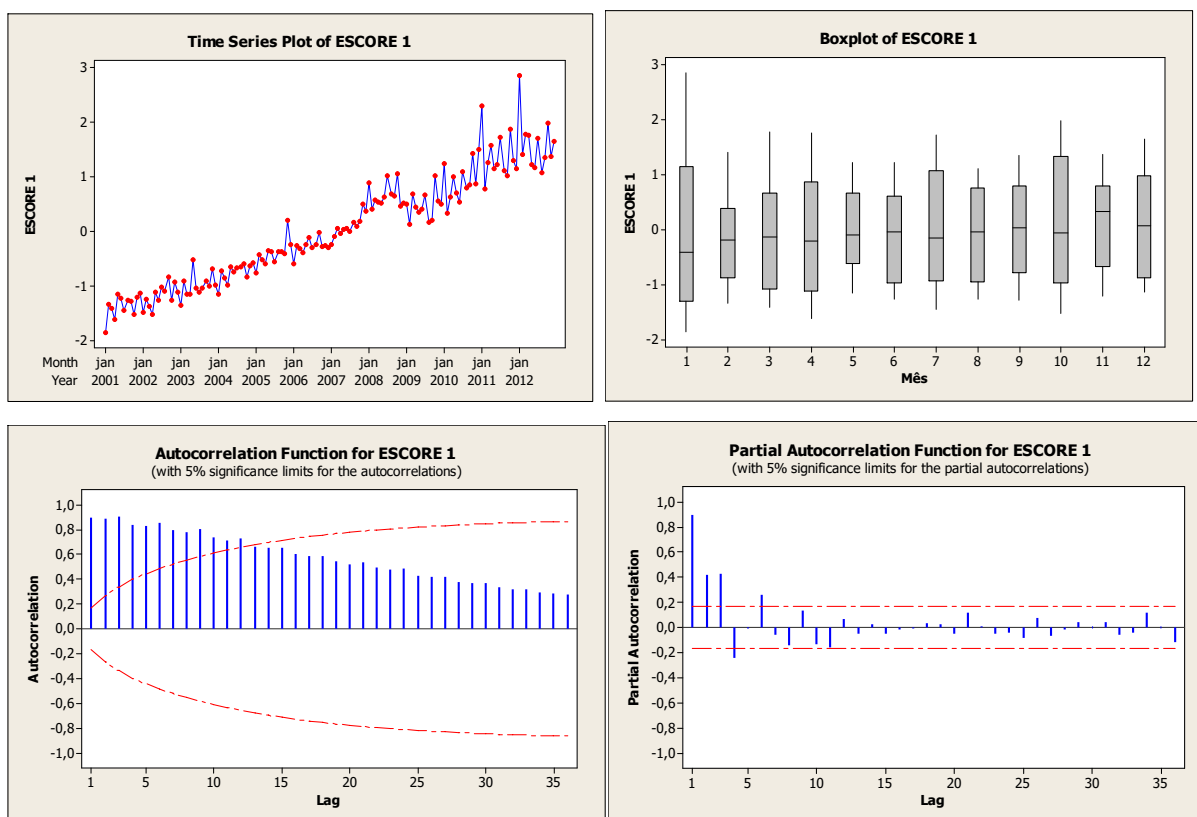 Time Series Plot of ESCORE 1
ESCORE 1
3
2
1
0
-1
-2
Month jan jan jan jan jan jan jan jan jan jan jan jan
Year 2001 2002 2003 2004 2005 2006 2007 2008 2009 2010 2011 2012
Boxplot of ESCORE 1
ESCORE 1
3
2
1
0
-1
-2
1 2 3 4 5 6 7 8 9 10 11 12
Mês
Autocorrelation Function for ESCORE 1
(with 5% significance limits for the autocorrelations)
Autocorrelation
1,0
0,8
0,6
0,4
0,2
0,0
-0,2
-0,4
-0,6
-0,8
-1,0
1 5 10 15 20 25 30 35
Lag
Partial Autocorrelation Function for ESCORE 1
(with 5% significance limits for the partial autocorrelations)
Partial Autocorrelation
1,0
0,8
0,6
0,4
0,2
0,0
-0,2
-0,4
-0,6
-0,8
-1,0
1 5 10 15 20 25 30 35
Lag